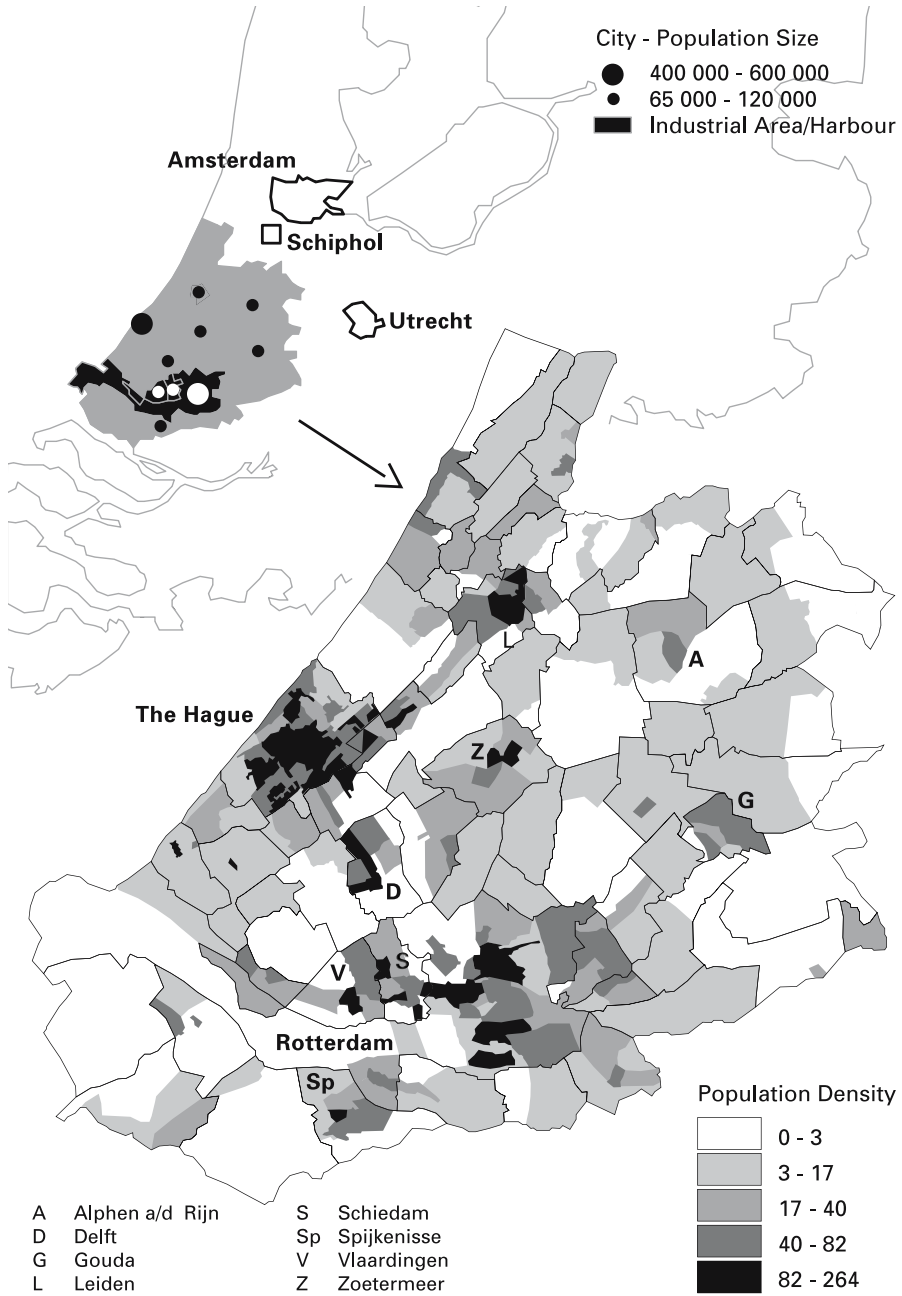 City - Population Size
400 000 - 600 000
65 000 - 120 000
Industrial Area/Harbour
Amsterdam
Schiphol
Utrecht
L
A
The Hague
Z
G
D
V
S
Rotterdam
Sp
Population Density
0 - 3
3 - 17
17 - 40
40 - 82
82 - 264
A Alphen a/d Rijn
D Delft
G Gouda
L Leiden
S Schiedam
Sp Spijkenisse
V Vlaardingen
Z Zoetermeer